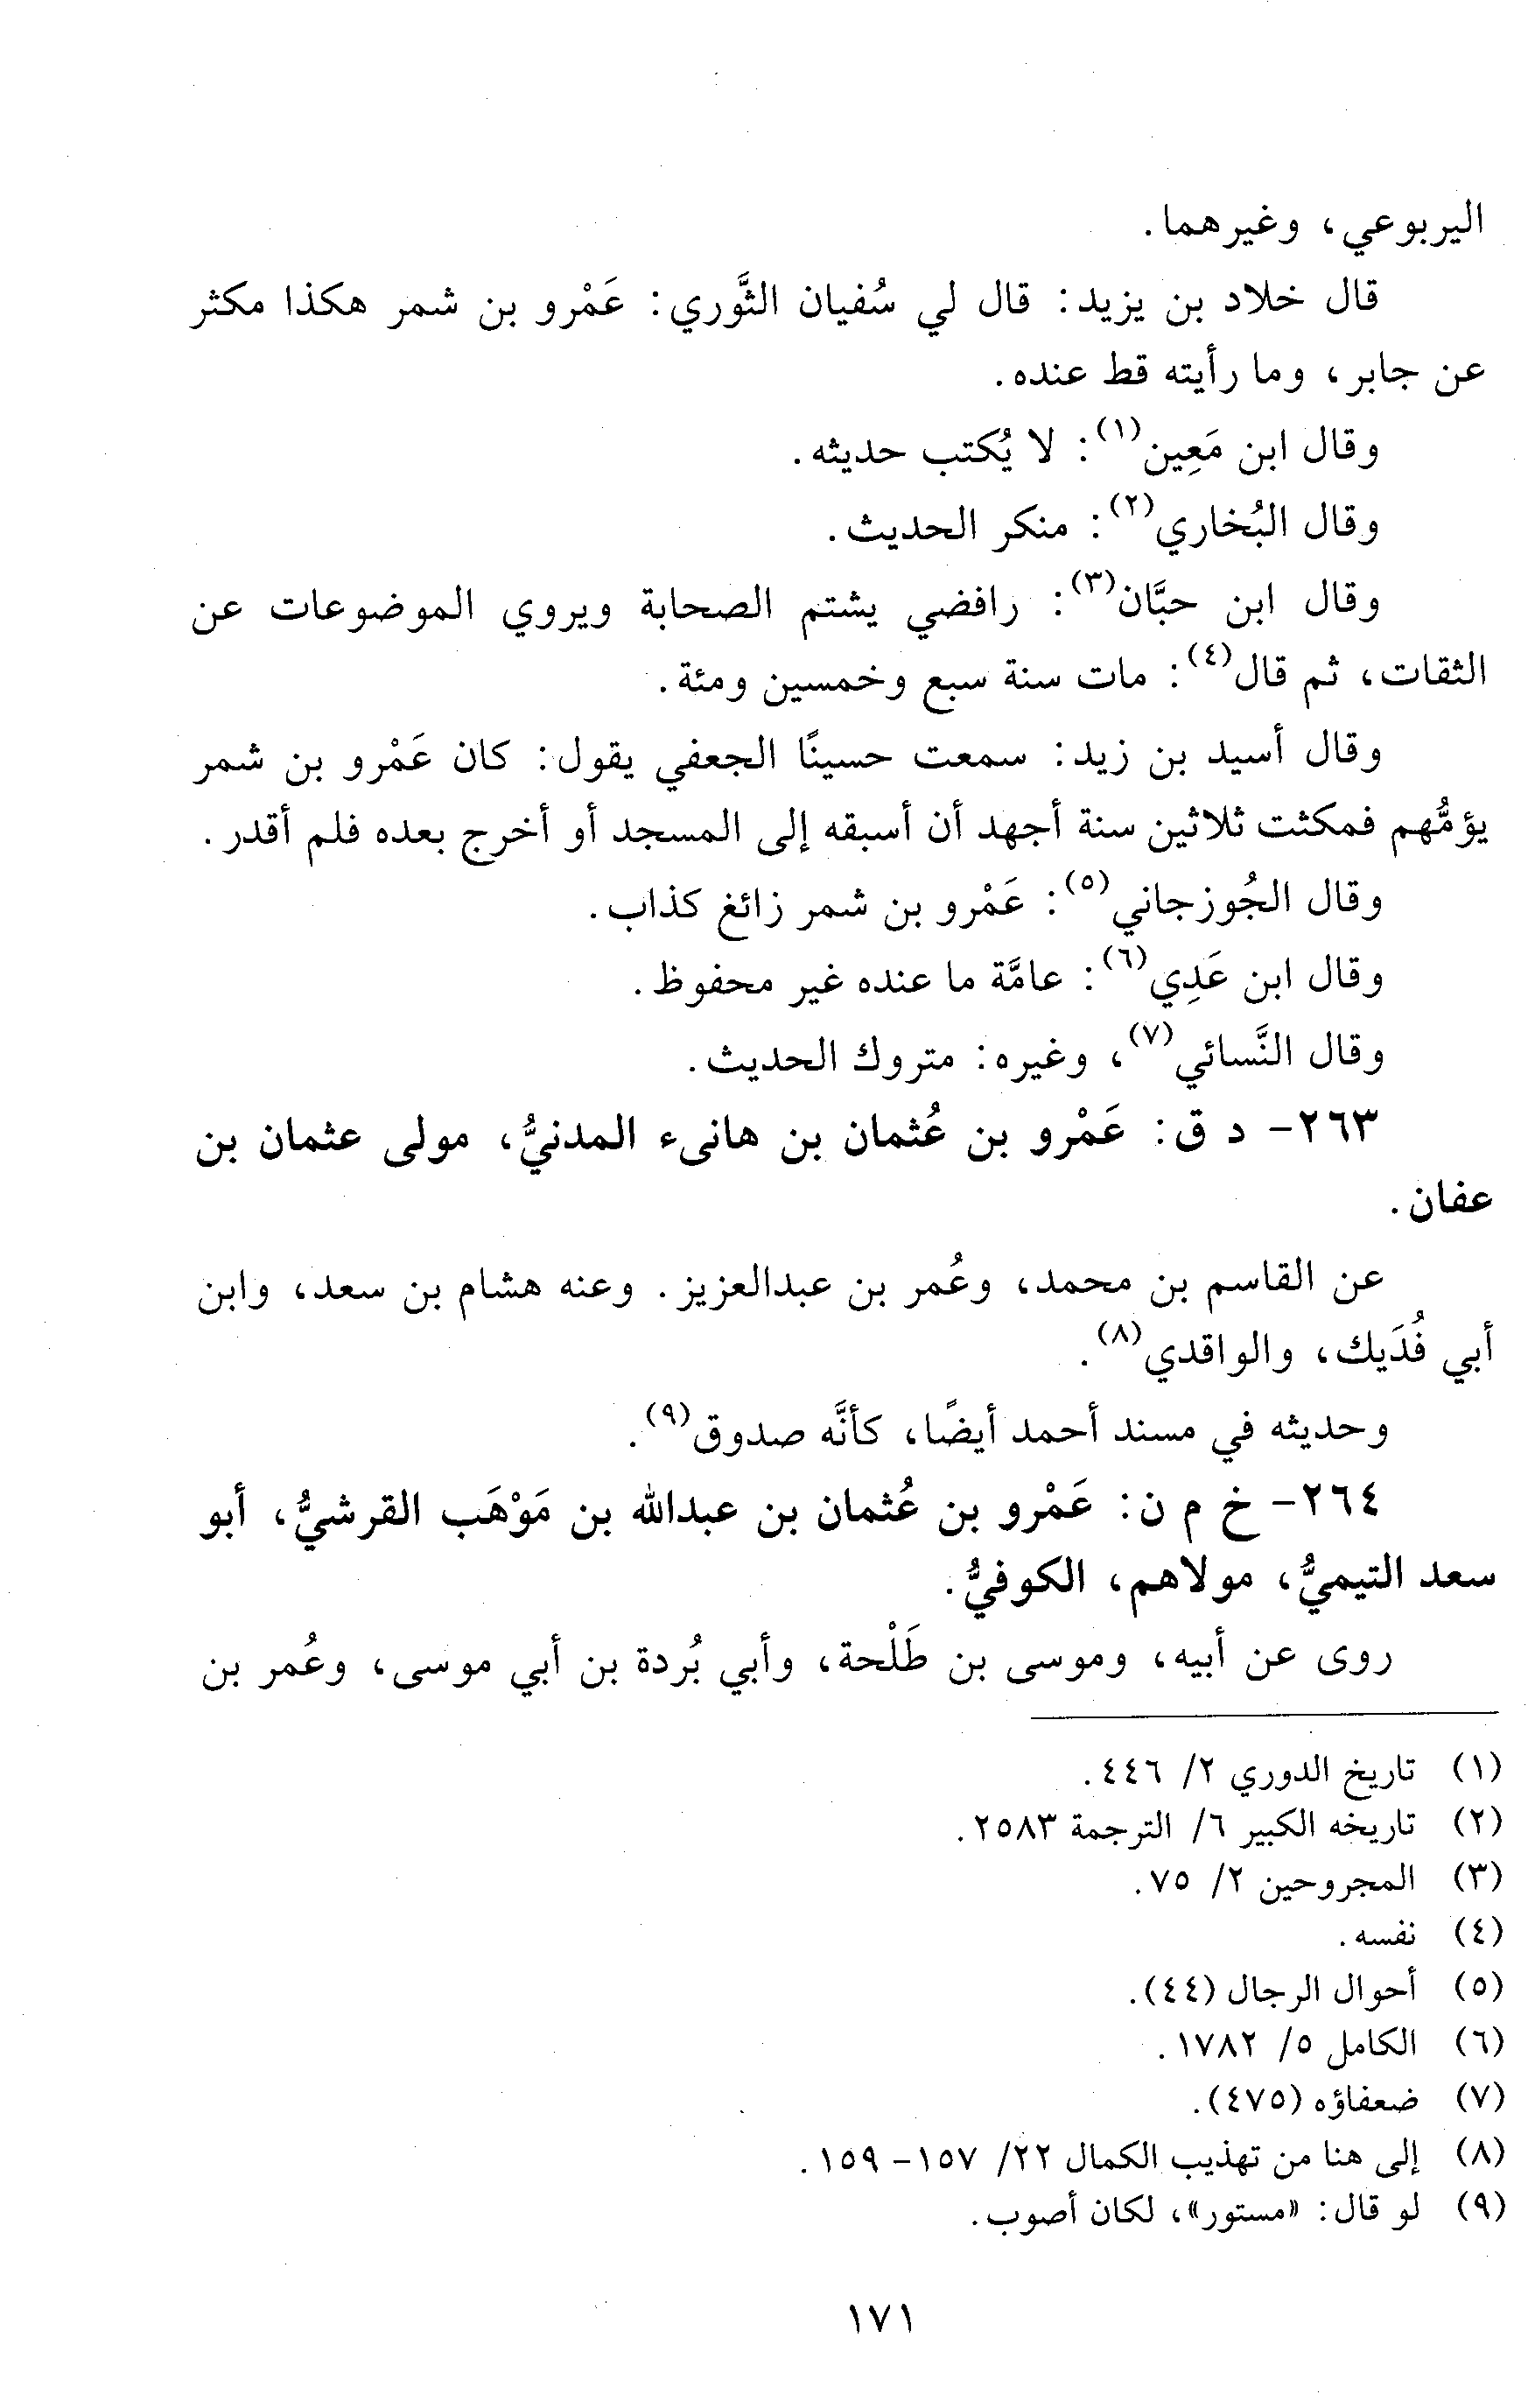 اليربوعي، وغيرهما.
قال خلاد بن يزيد: قال لي سُفيان الثَّوري: عَمْرو بن شمر هكذا مكثر
عن جابر، وما رأيته قط عنده.
وقال ابن مَعِين(١): لا يُكتب حديثه.
وقال البُخاري(٢): منكر الحديث.
وقال ابن حبَّان(٣): رافضي يشتم الصحابة ويروي الموضوعات عن
الثقات، ثم قال(٤): مات سنة سبع وخمسين ومئة.
وقال أسيد بن زيد: سمعت حسينًا الجعفي يقول: كان عَمْرو بن شمر
يؤمُّهم فمكثت ثلاثين سنة أجهد أن أسبقه إلى المسجد أو أخرج بعده فلم أقدر.
وقال الجُوزجاني(٥): عَمْرو بن شمر زائغ كذاب.
وقال ابن عَدِي(٦): عامَّة ما عنده غير محفوظ.
وقال النَّسائي(٧)، وغيره: متروك الحديث.
٢٦٣- د ق: عَمْرو بن عُثمان بن هانىء المدنيُّ، مولى عثمان بن
عفان.
عن القاسم بن محمد، وعُمر بن عبدالعزيز. وعنه هشام بن سعد، وابن
أبي فُدَيك، والواقدي(٨).
وحديثه في مسند أحمد أيضًا، كأنَّه صدوق(٩).
٢٦٤- خ م ن: عَمْرو بن عُثمان بن عبدالله بن مَوْهَب القرشيُّ، أبو
سعد التيميُّ، مولاهم، الكوفيُّ.
روى عن أبيه، وموسى بن طَلْحة، وأبي بُردة بن أبي موسى، وعُمر بن
(١) تاريخ الدوري ٢/ ٤٤٦.
(٢) تاريخه الكبير ٦/ الترجمة ٢٥٨٣.
(٣) المجروحين ٢/ ٧٥.
(٤) نفسه.
(٥) أحوال الرجال (٤٤).
(٦) الكامل ٥/ ١٧٨٢.
(٧) ضعفاؤه (٤٧٥).
(٨) إلى هنا من تهذيب الكمال ٢٢/ ١٥٧- ١٥٩.
(٩) لو قال: «مستور»، لكان أصوب.
١٧١